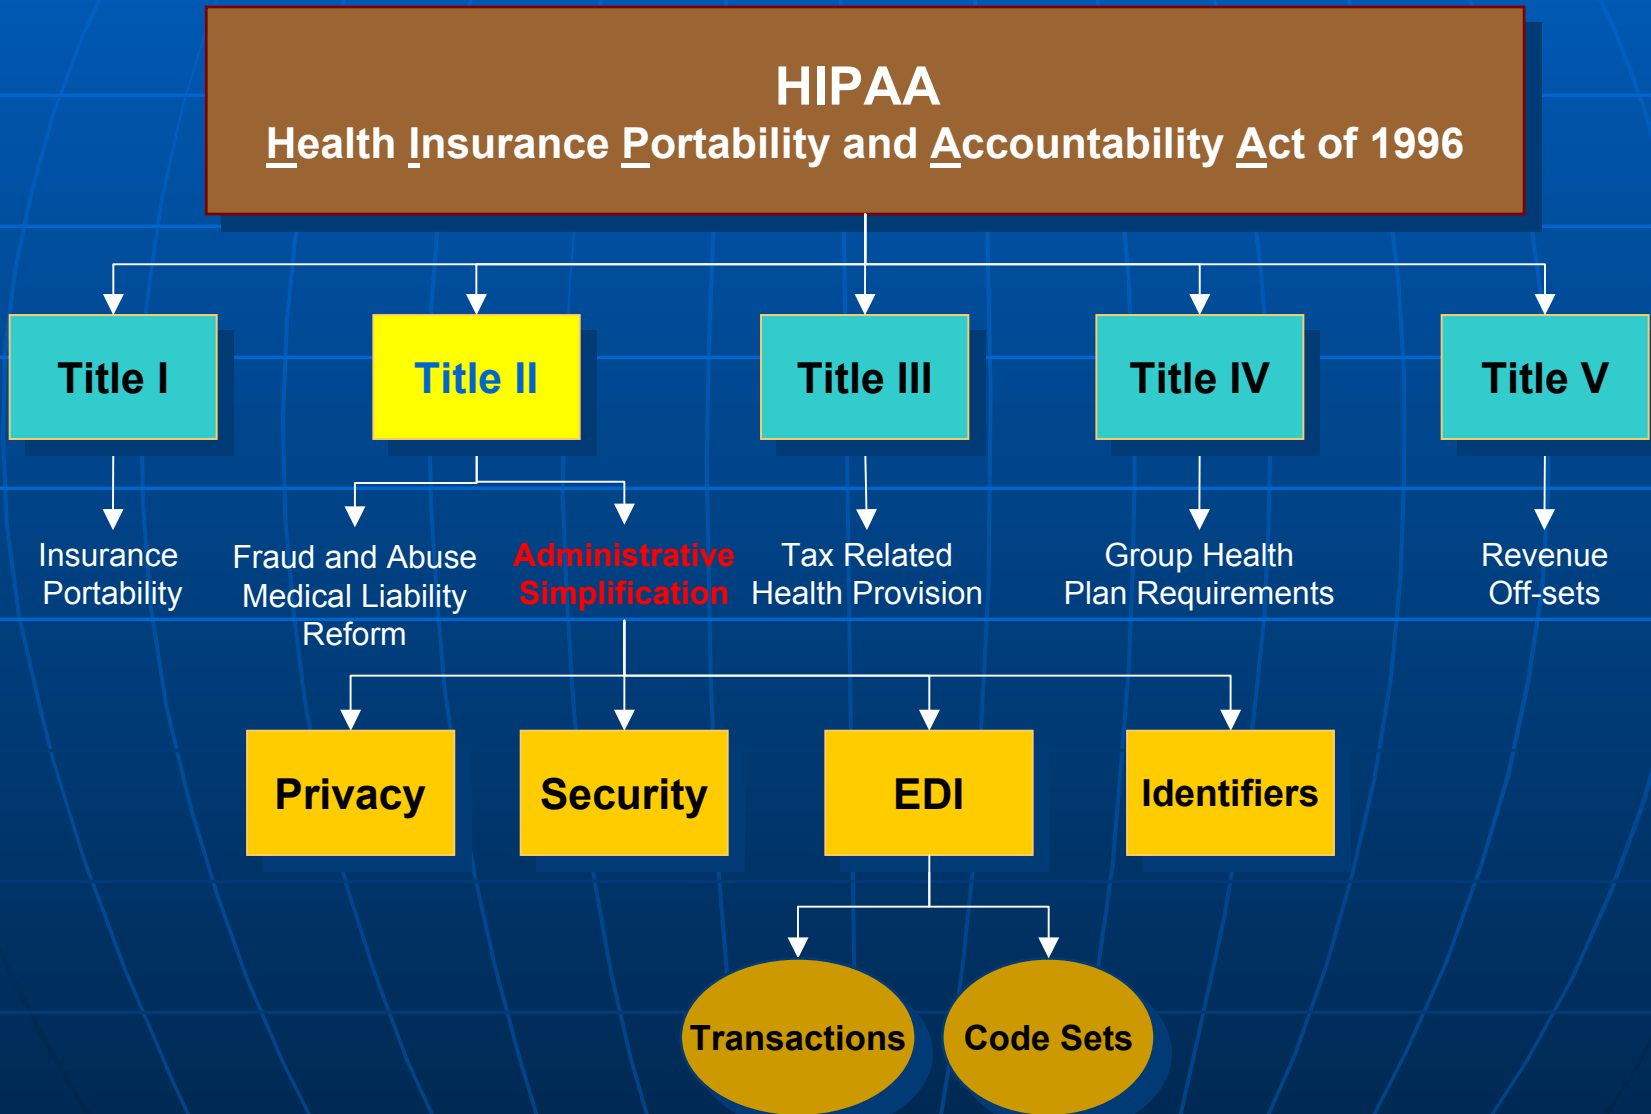 HIPAA
Health Insurance Portability and Accountability Act of 1996
Title I
Title II
Title III
Title IV
Title V
Insurance
Portability
Fraud and Abuse
Medical Liability
Reform
Administrative
Simplification
Tax Related
Health Provision
Group Health
Plan Requirements
Revenue
Off-sets
Privacy
Security
EDI
Identifiers
Transactions
Code Sets